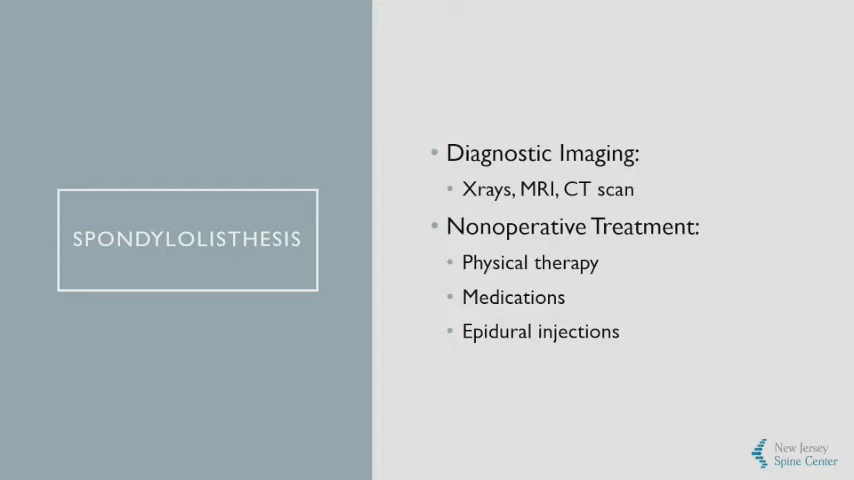 SPONDYLOLISTHESIS
• Diagnostic Imaging:
• Xrays, MRI, CT scan
• Nonoperative Treatment:
• Physical therapy
• Medications
• Epidural injections
New Jersey
Spine Center